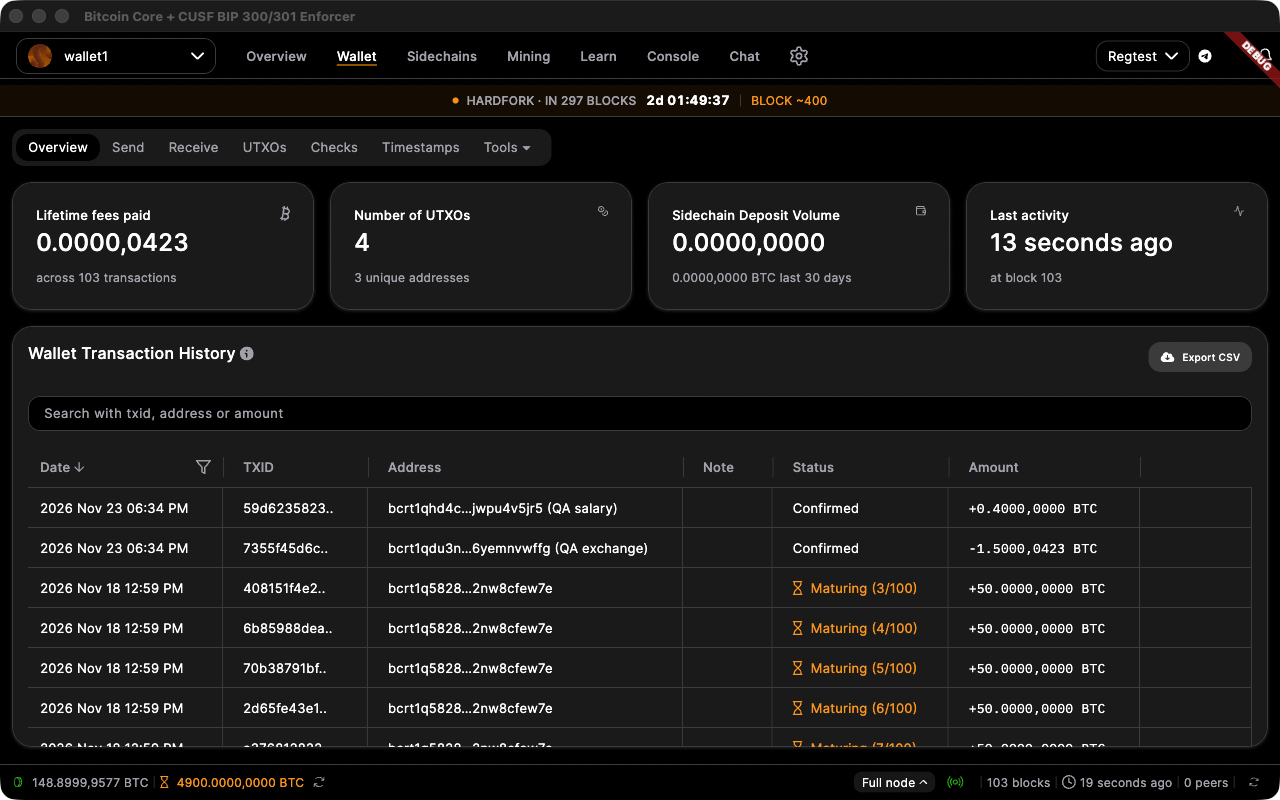 Bitcoin Core + CUSF BIP 300/301 Enforcer
wallet1 Overview Wallet Sidechains Mining Learn Console Chat Regtest DEBUG
HARDFORK · IN 297 BLOCKS 2d 01:49:37 BLOCK ~400
Overview Send Receive UTXOs Checks Timestamps Tools
Lifetime fees paid
0.0000,0423
across 103 transactions
Number of UTXOs
4
3 unique addresses
Sidechain Deposit Volume
0.0000,0000
0.0000,0000 BTC last 30 days
Last activity
13 seconds ago
at block 103
Wallet Transaction History
Export CSV
Search with txid, address or amount
Date TXID Address Note Status Amount
2026 Nov 23 06:34 PM 59d6235823.. bcrt1qhd4c...jwpu4v5jr5 (QA salary) Confirmed +0.4000,0000 BTC
2026 Nov 23 06:34 PM 7355f45d6c.. bcrt1qdu3n...6yemnvwffg (QA exchange) Confirmed -1.5000,0423 BTC
2026 Nov 18 12:59 PM 408151f4e2.. bcrt1q5828...2nw8cfew7e Maturing (3/100) +50.0000,0000 BTC
2026 Nov 18 12:59 PM 6b85988dea.. bcrt1q5828...2nw8cfew7e Maturing (4/100) +50.0000,0000 BTC
2026 Nov 18 12:59 PM 70b38791bf.. bcrt1q5828...2nw8cfew7e Maturing (5/100) +50.0000,0000 BTC
2026 Nov 18 12:59 PM 2d65fe43e1.. bcrt1q5828...2nw8cfew7e Maturing (6/100) +50.0000,0000 BTC
148.8999,9577 BTC 4900.0000,0000 BTC Full node 103 blocks 19 seconds ago 0 peers